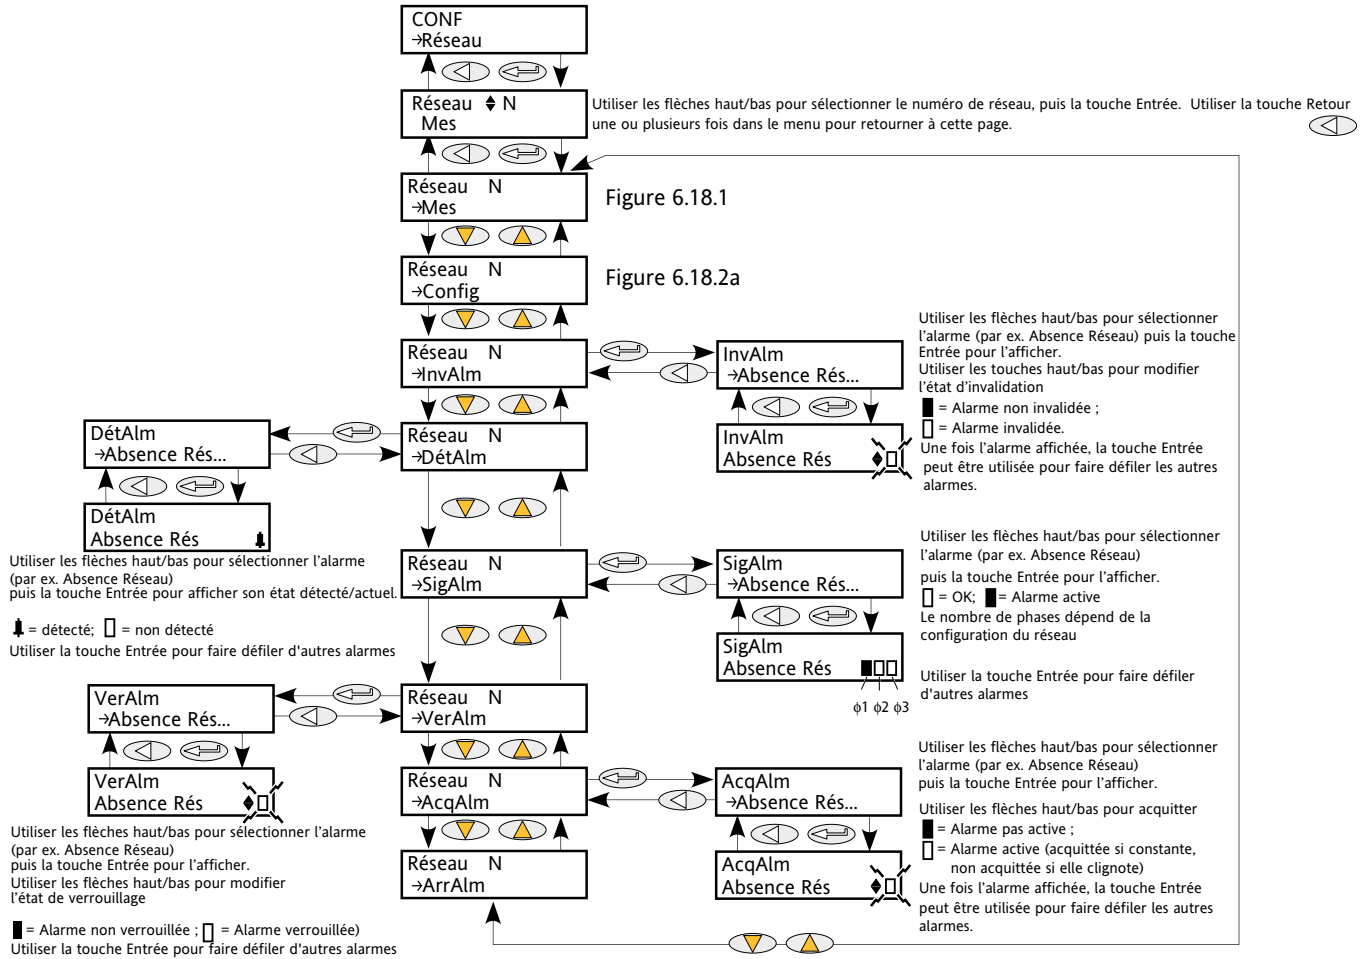 CONF
→Réseau
Réseau N
Mes
Utiliser les flèches haut/bas pour sélectionner le numéro de réseau, puis la touche Entrée. Utiliser la touche Retour
une ou plusieurs fois dans le menu pour retourner à cette page.
Réseau N
→Mes
Figure 6.18.1
Réseau N
→Config
Figure 6.18.2a
Réseau N
→InvAlm
InvAlm
→Absence Rés...
InvAlm
Absence Rés
Utiliser les flèches haut/bas pour sélectionner
l'alarme (par ex. Absence Réseau) puis la touche
Entrée pour l'afficher.
Utiliser les touches haut/bas pour modifier
l'état d'invalidation
= Alarme non invalidée ;
= Alarme invalidée.
Une fois l'alarme affichée, la touche Entrée
peut être utilisée pour faire défiler les autres
alarmes.
Réseau N
→DétAlm
DétAlm
→Absence Rés...
DétAlm
Absence Rés
Utiliser les flèches haut/bas pour sélectionner l'alarme
(par ex. Absence Réseau)
puis la touche Entrée pour afficher son état détecté/actuel.
= détecté; = non détecté
Utiliser la touche Entrée pour faire défiler d'autres alarmes
Réseau N
→SigAlm
SigAlm
→Absence Rés...
SigAlm
Absence Rés
ϕ1 ϕ2 ϕ3
Utiliser les flèches haut/bas pour sélectionner
l'alarme (par ex. Absence Réseau)
puis la touche Entrée pour l'afficher.
= OK; = Alarme active
Le nombre de phases dépend de la
configuration du réseau
Utiliser la touche Entrée pour faire défiler
d'autres alarmes
Réseau N
→VerAlm
VerAlm
→Absence Rés...
VerAlm
Absence Rés
Utiliser les flèches haut/bas pour sélectionner l'alarme
(par ex. Absence Réseau)
puis la touche Entrée pour l'afficher.
Utiliser les flèches haut/bas pour modifier
l'état de verrouillage
= Alarme non verrouillée ; = Alarme verrouillée)
Utiliser la touche Entrée pour faire défiler d'autres alarmes
Réseau N
→AcqAlm
AcqAlm
→Absence Rés...
AcqAlm
Absence Rés
Utiliser les flèches haut/bas pour sélectionner
l'alarme (par ex. Absence Réseau)
puis la touche Entrée pour l'afficher.
Utiliser les flèches haut/bas pour acquitter
= Alarme pas active ;
= Alarme active (acquittée si constante,
non acquittée si elle clignote)
Une fois l'alarme affichée, la touche Entrée
peut être utilisée pour faire défiler les autres
alarmes.
Réseau N
→ArrAlm